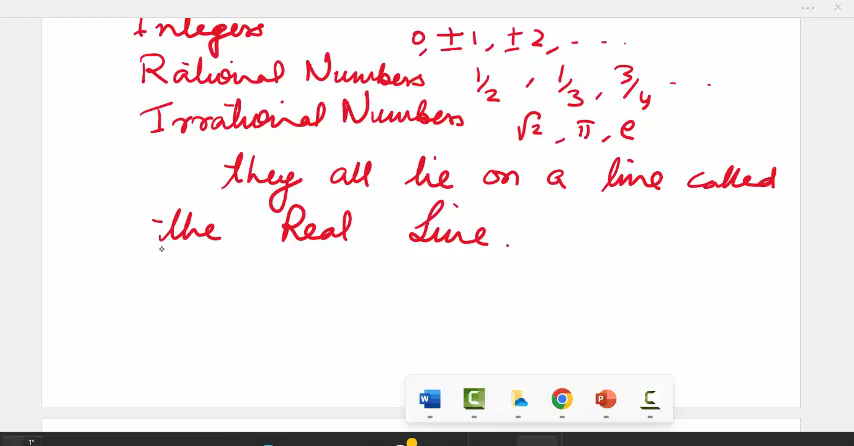 Integers 0, ±1, ±2, ...
Rational Numbers 1/2, 1/3, 3/4 ...
Irrational Numbers √2, π, e
they all lie on a line called
the Real Line.